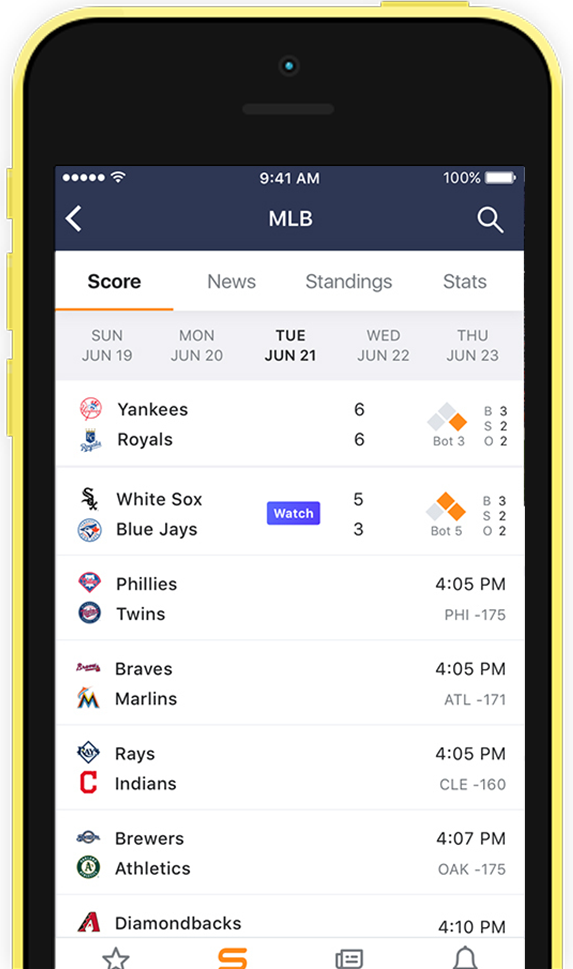 9:41 AM 100%
MLB
Score News Standings Stats
SUN MON TUE WED THU
JUN 19 JUN 20 JUN 21 JUN 22 JUN 23
Yankees 6 B 3
S 2
Royals 6 Bot 3 O 2
White Sox 5 B 3
Watch S 2
Blue Jays 3 Bot 5 O 2
Phillies 4:05 PM
Twins PHI -175
Braves 4:05 PM
Marlins ATL -171
Rays 4:05 PM
Indians CLE -160
Brewers 4:07 PM
Athletics OAK -175
Diamondbacks 4:10 PM